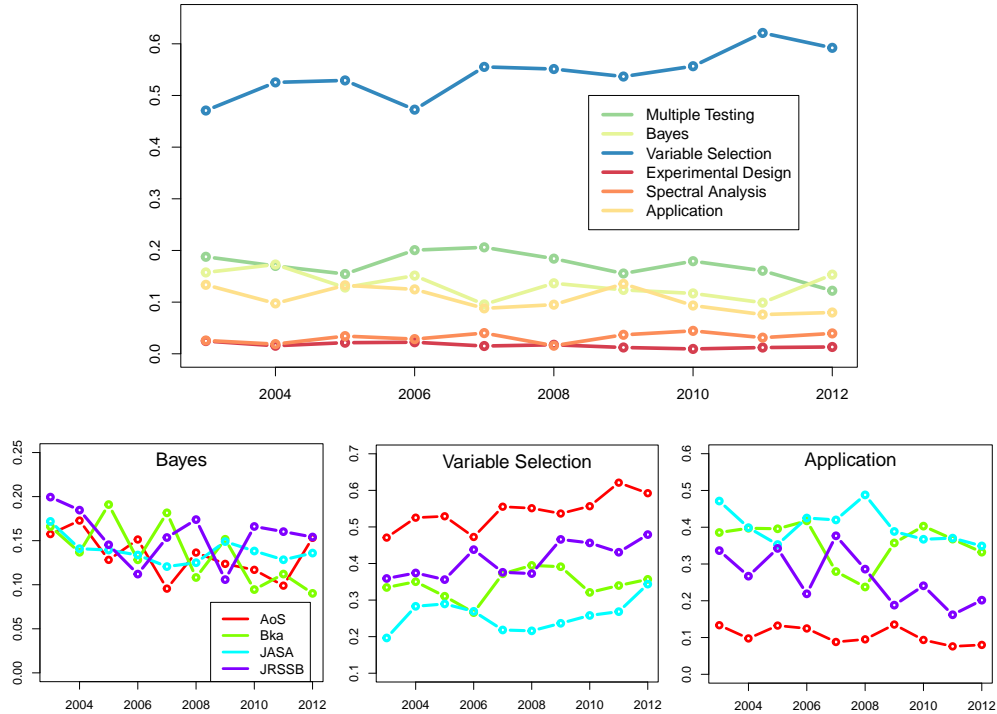 0.6
0.5
0.4
0.3
0.2
0.1
0.0
Multiple Testing
Bayes
Variable Selection
Experimental Design
Spectral Analysis
Application
2004 2006 2008 2010 2012
Bayes
0.25
0.20
0.15
0.10
0.05
0.00
AoS
Bka
JASA
JRSSB
2004 2006 2008 2010 2012
Variable Selection
0.7
0.6
0.5
0.4
0.3
0.2
0.1
2004 2006 2008 2010 2012
Application
0.6
0.5
0.4
0.3
0.2
0.1
0.0
2004 2006 2008 2010 2012